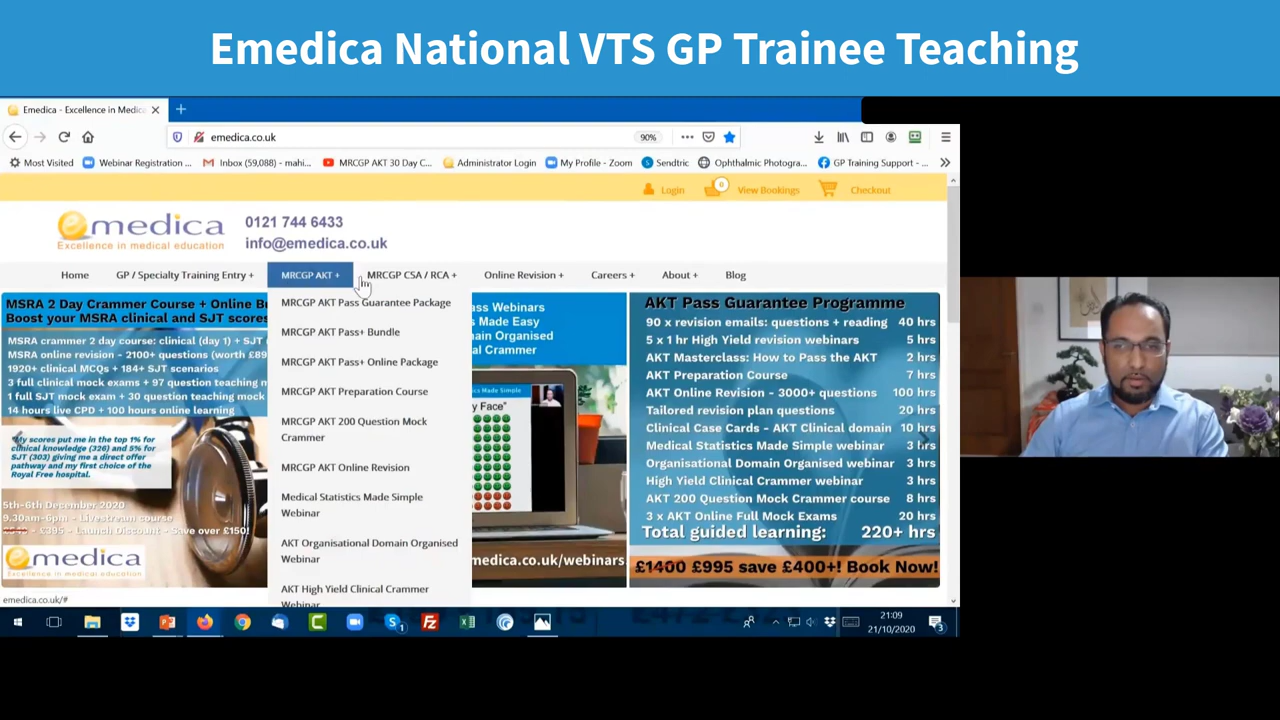 Emedica National VTS GP Trainee Teaching
Emedica - Excellence in Medic
emedica.co.uk
90%
Most Visited
Webinar Registration ...
Inbox (59,088) - mahi...
MRCGP AKT 30 Day C...
Administrator Login
My Profile - Zoom
Sendtric
Ophthalmic Photogra...
GP Training Support - ...
Login
0
View Bookings
Checkout
emedica
Excellence in medical education
0121 744 6433
info@emedica.co.uk
Home
GP / Specialty Training Entry +
MRCGP AKT +
MRCGP CSA / RCA +
Online Revision +
Careers +
About +
Blog
MSRA 2 Day Crammer Course + Online
Boost your MSRA clinical and SJT scores
MSRA crammer 2 day course: clinical (day 1) + SJT
MSRA online revision - 2100+ questions (worth £89
1920+ clinical MCQs + 184+ SJT scenarios
3 full clinical mock exams + 97 question teaching m
1 full SJT mock exam + 30 question teaching mock
14 hours live CPD + 100 hours online learning
"My scores put me in the top 1% for
clinical knowledge (326) and 5% for
SJT (303) giving me a direct offer
pathway and my first choice of the
Royal Free hospital.
5th-6th December 2020
9.30am-6pm - Livestream course
£395 - Launch Discount - Save over £150!
emedica
Excellence in medical education
MRCGP AKT Pass Guarantee Package
MRCGP AKT Pass+ Bundle
MRCGP AKT Pass+ Online Package
MRCGP AKT Preparation Course
MRCGP AKT 200 Question Mock
Crammer
MRCGP AKT Online Revision
Medical Statistics Made Simple
Webinar
AKT Organisational Domain Organised
Webinar
AKT High Yield Clinical Crammer
Webinar
ass Webinars
s Made Easy
ain Organised
l Crammer
Made Simple
y Face"
medica.co.uk/webinars
AKT Pass Guarantee Programme
90 x revision emails: questions + reading 40 hrs
5 x 1 hr High Yield revision webinars 5 hrs
AKT Masterclass: How to Pass the AKT 2 hrs
AKT Preparation Course 7 hrs
AKT Online Revision - 3000+ questions 100 hrs
Tailored revision plan questions 20 hrs
Clinical Case Cards - AKT Clinical domain 10 hrs
Medical Statistics Made Simple webinar 3 hrs
Organisational Domain Organised webinar 3 hrs
High Yield Clinical Crammer webinar 3 hrs
AKT 200 Question Mock Crammer course 8 hrs
3 x AKT Online Full Mock Exams 20 hrs
Total guided learning: 220+ hrs
£1400 £995 save £400+! Book Now!
emedica.co.uk/#
21:09
21/10/2020
3